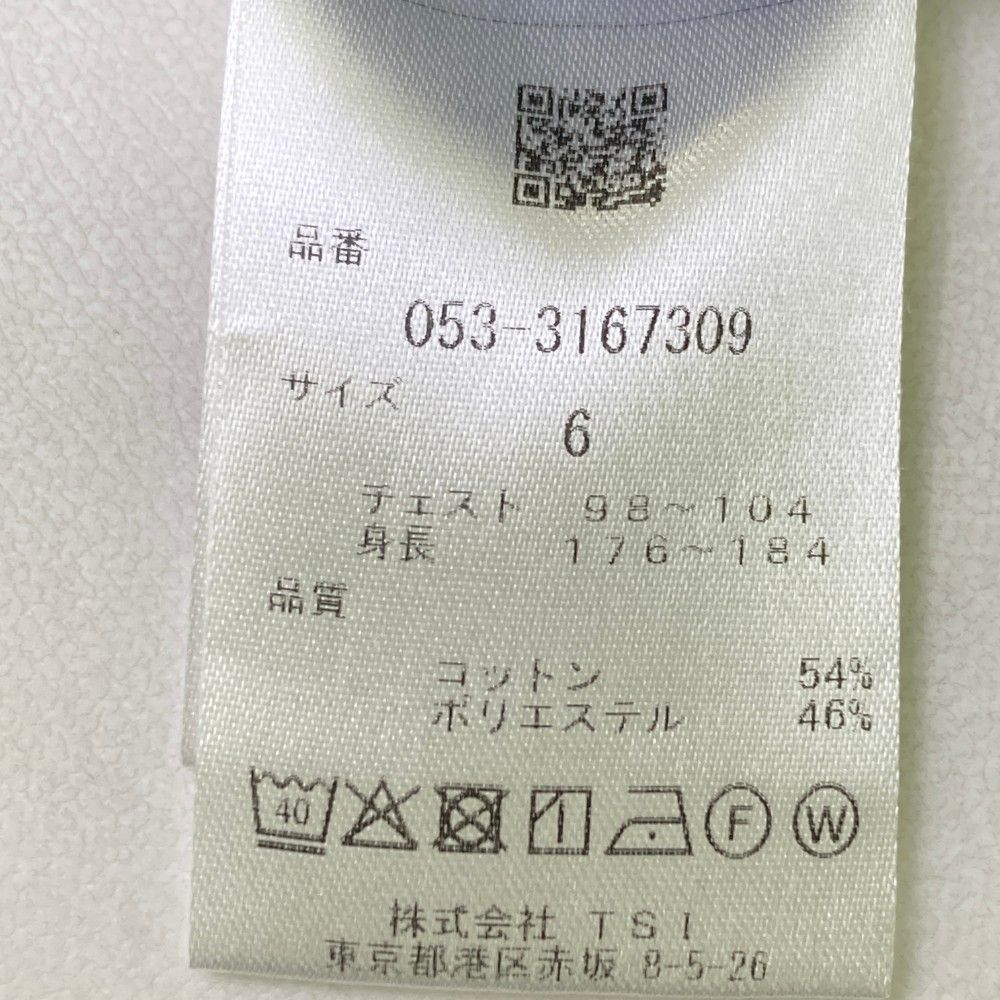 品番
053-3167309
サイズ
6
チェスト 98~104
身長 176~184
品質
コットン 54%
ポリエステル 46%
40 F W
株式会社 TSI
東京都港区赤坂 8-5-26